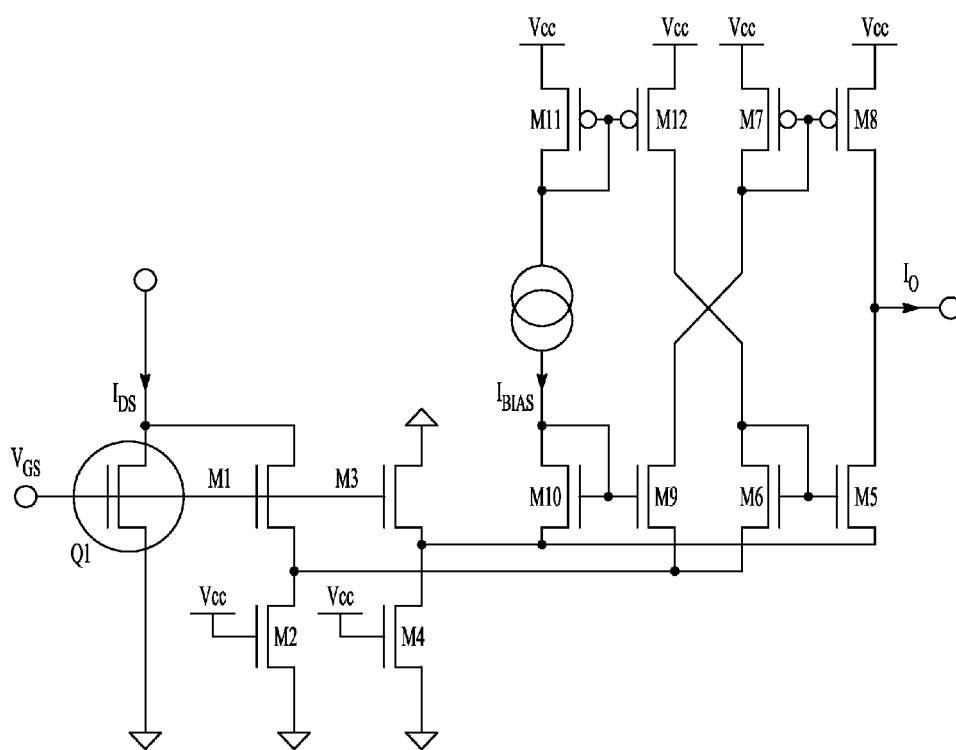 Vcc Vcc Vcc Vcc
M11 M12 M7 M8
I_O
I_DS I_BIAS
V_GS M1 M3 M10 M9 M6 M5
Q1
Vcc Vcc
M2 M4